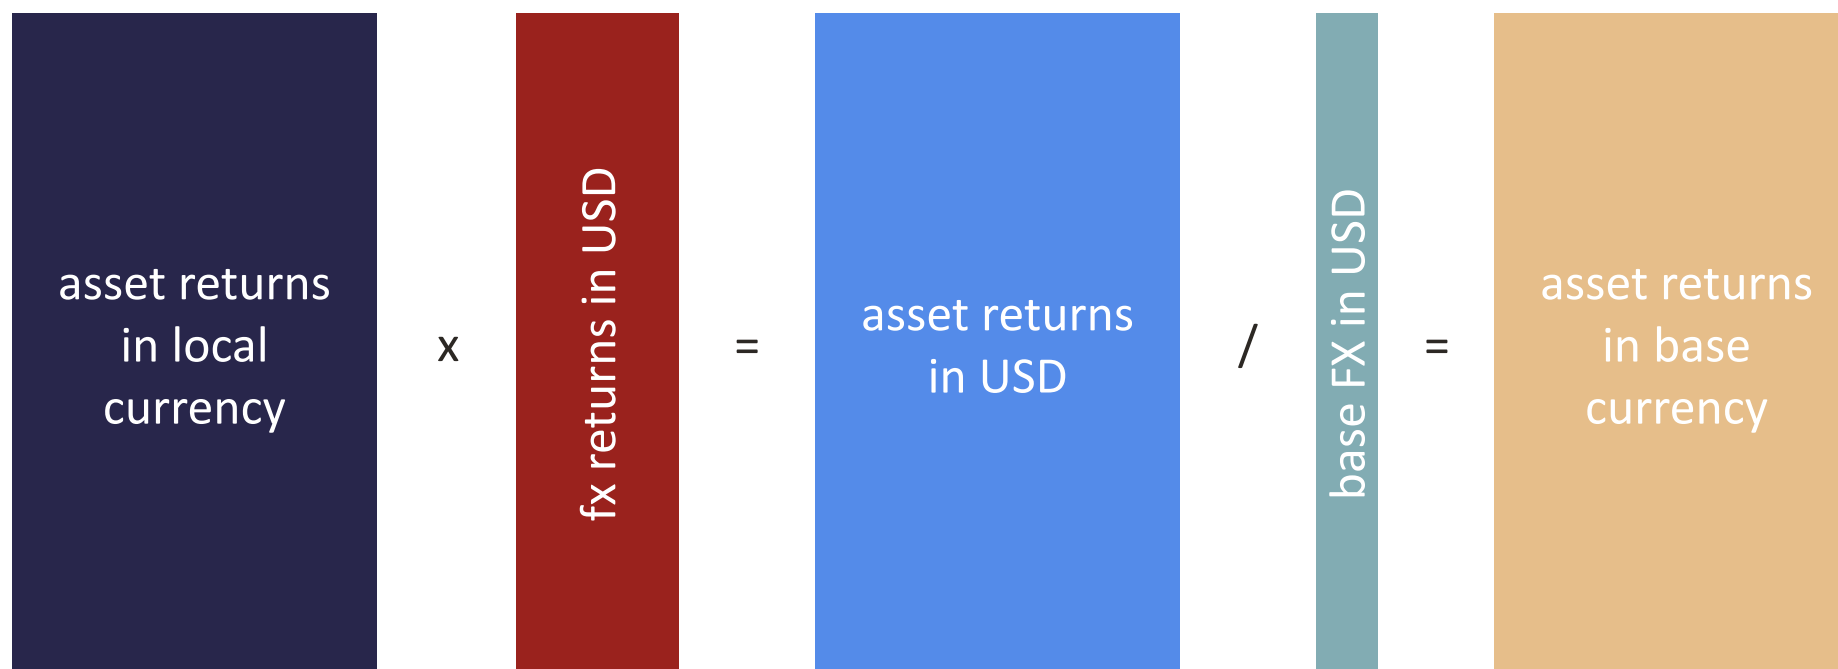 asset returns
in local
currency
x
fx returns in USD
=
asset returns
in USD
/
base FX in USD
=
asset returns
in base
currency